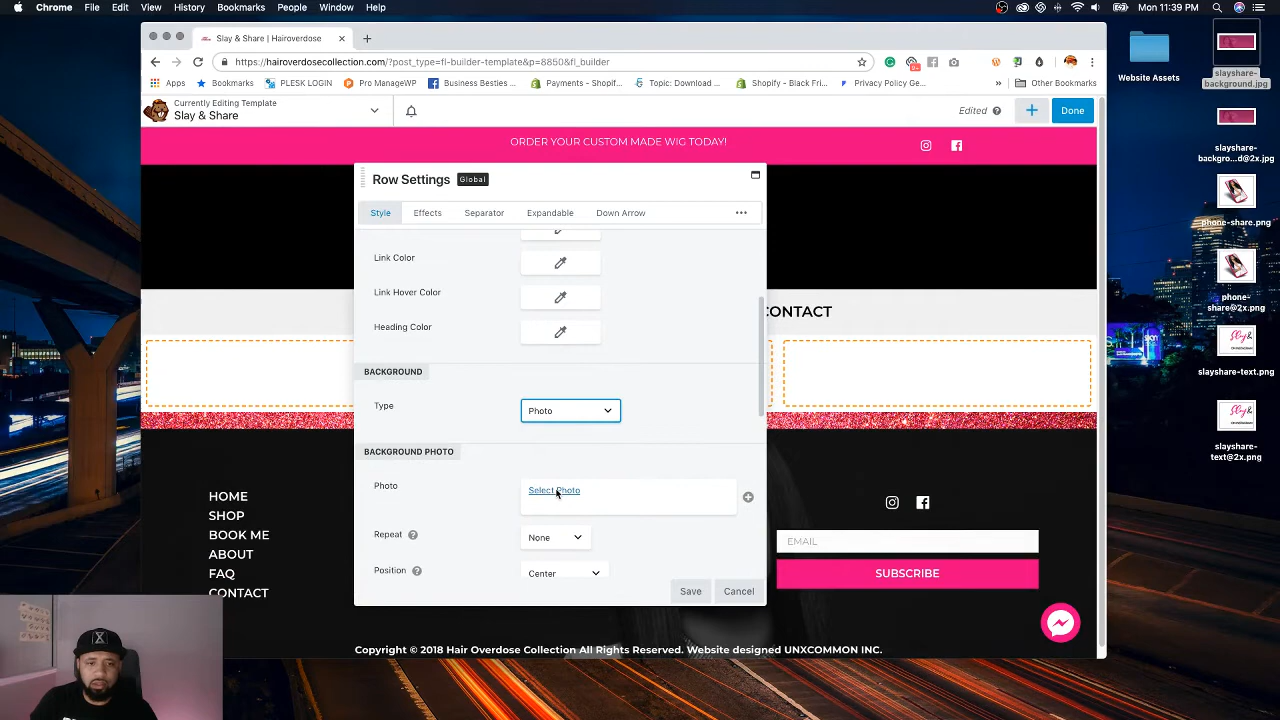 Chrome File Edit View History Bookmarks People Window Help
Mon 11:39 PM
Slay & Share | Hairoverdose
https://hairoverdosecollection.com/?post_type=fl-builder-template&p=8850&fl_builder
Apps Bookmarks PLESK LOGIN Pro ManageWP Business Besties ... Payments - Shopif... Topic: Download ... Shopify - Black Fri... Privacy Policy Ge... » Other Bookmarks
Currently Editing Template
Slay & Share
Edited
Done
ORDER YOUR CUSTOM MADE WIG TODAY!
Row Settings Global
Style Effects Separator Expandable Down Arrow
Link Color
Link Hover Color
Heading Color
BACKGROUND
Type Photo
BACKGROUND PHOTO
Photo Select Photo
Repeat None
Position Center
Save Cancel
CONTACT
HOME
SHOP
BOOK ME
ABOUT
FAQ
CONTACT
EMAIL
SUBSCRIBE
Copyright © 2018 Hair Overdose Collection All Rights Reserved. Website designed UNXCOMMON INC.
Website Assets
slayshare-
background.jpg
slayshare-
backgro...d@2x.jpg
phone-share.png
phone-
share@2x.png
slayshare-text.png
slayshare-
text@2x.png